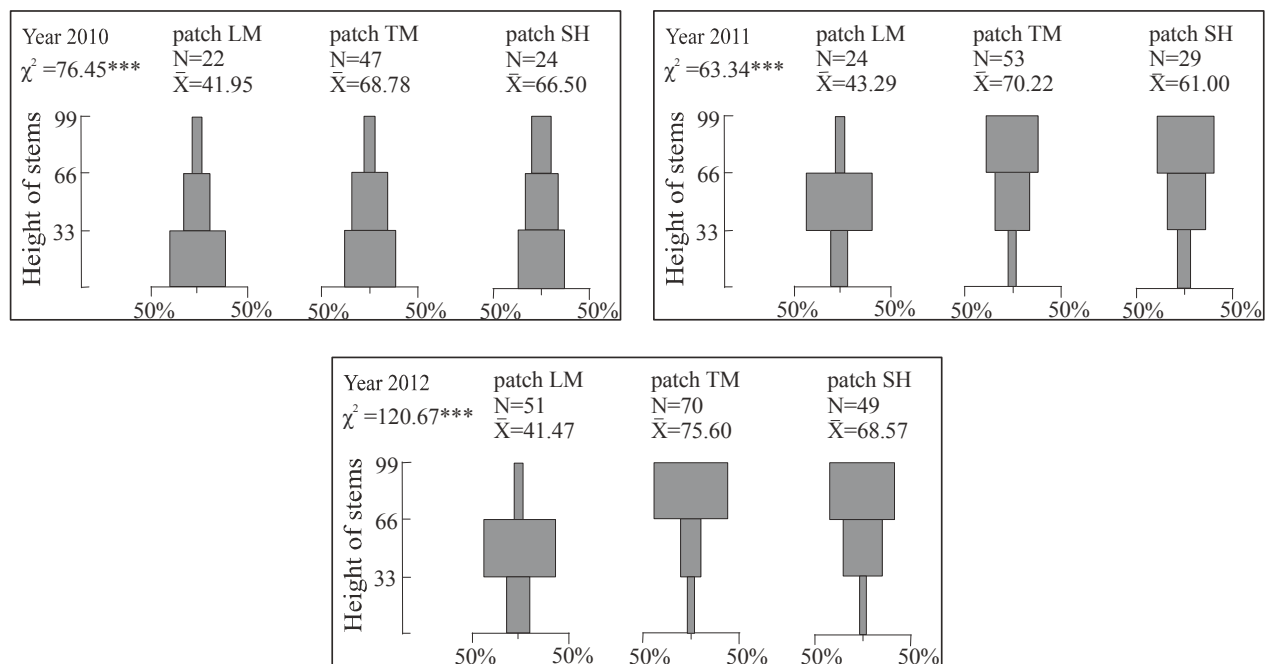 Year 2010
χ² =76.45***
patch LM
N=22
X̄=41.95
patch TM
N=47
X̄=68.78
patch SH
N=24
X̄=66.50
Height of stems
99
66
33
50% 50%
50% 50%
50% 50%
Year 2011
χ² =63.34***
patch LM
N=24
X̄=43.29
patch TM
N=53
X̄=70.22
patch SH
N=29
X̄=61.00
Height of stems
99
66
33
50% 50%
50% 50%
50% 50%
Year 2012
χ² =120.67***
patch LM
N=51
X̄=41.47
patch TM
N=70
X̄=75.60
patch SH
N=49
X̄=68.57
Height of stems
99
66
33
50% 50%
50% 50%
50% 50%